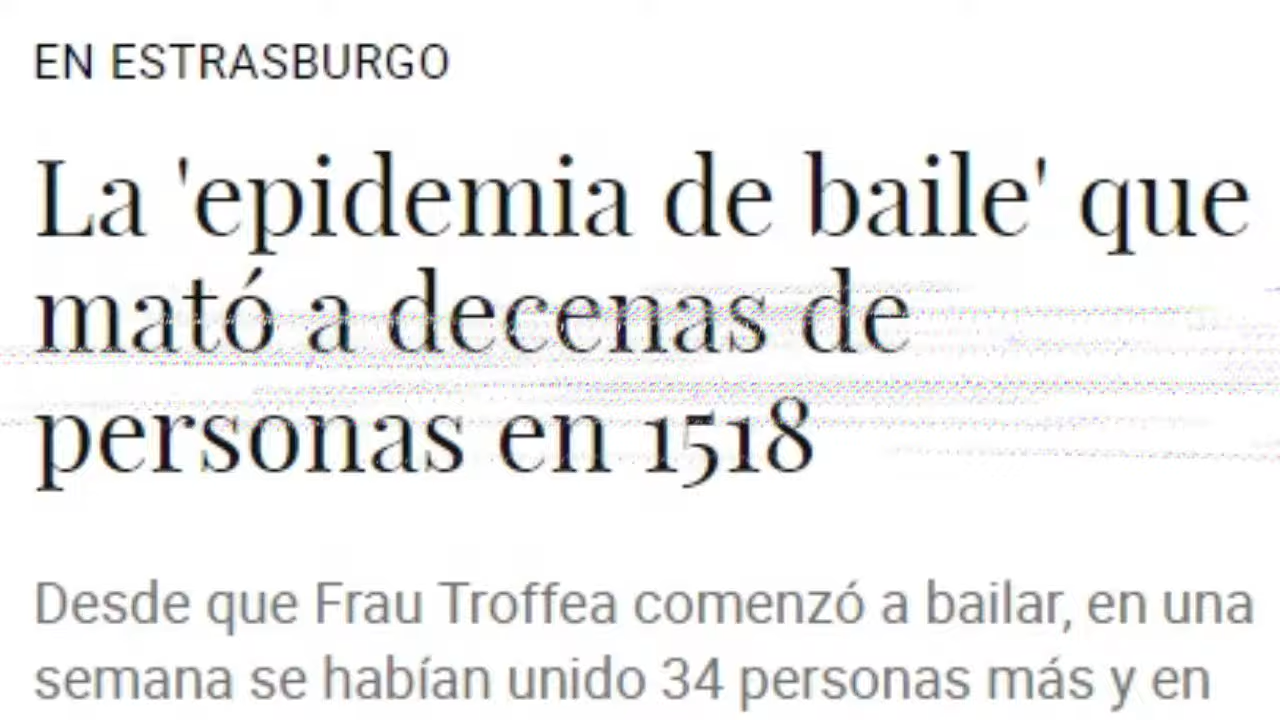 EN ESTRASBURGO
La 'epidemia de baile' que
mató a decenas de
personas en 1518
Desde que Frau Troffea comenzó a bailar, en una
semana se habían unido 34 personas más y en